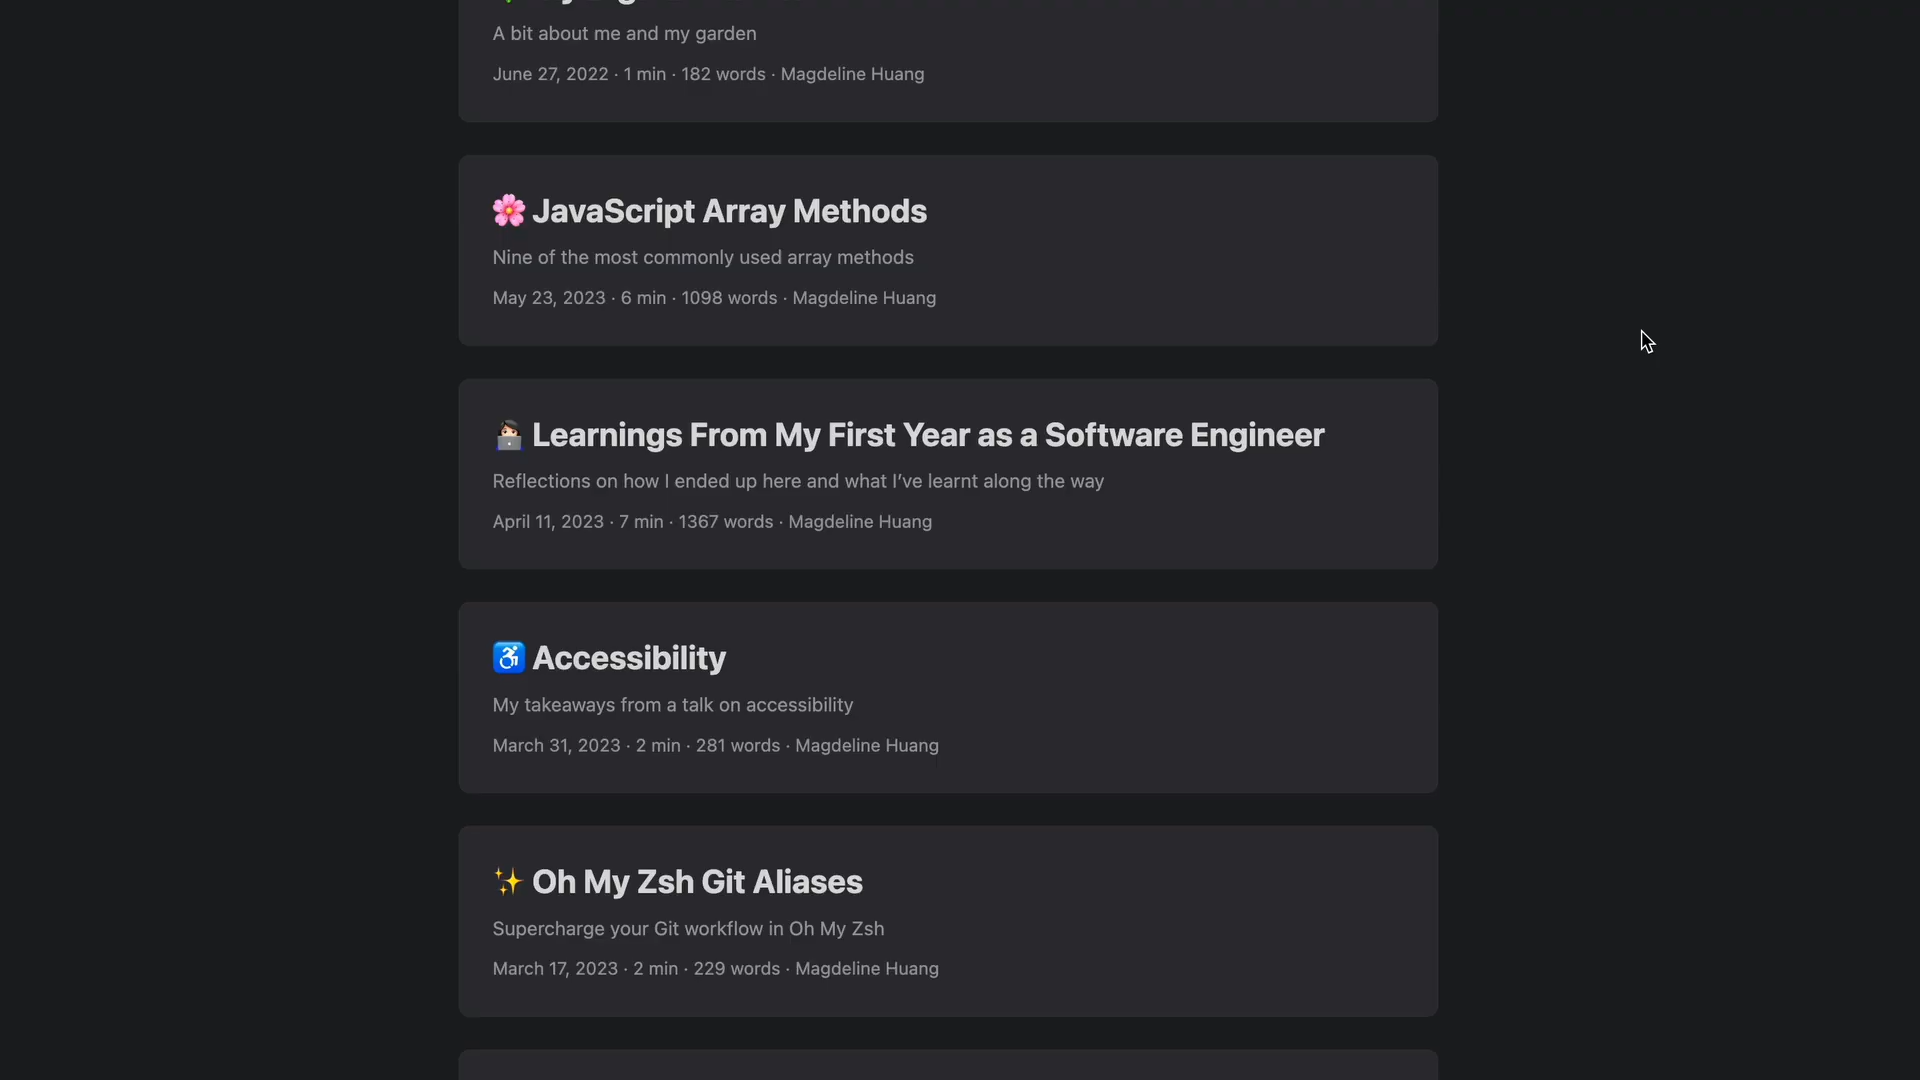 A bit about me and my garden
June 27, 2022 · 1 min · 182 words · Magdeline Huang
🌸 JavaScript Array Methods
Nine of the most commonly used array methods
May 23, 2023 · 6 min · 1098 words · Magdeline Huang
👩🏻‍💻 Learnings From My First Year as a Software Engineer
Reflections on how I ended up here and what I’ve learnt along the way
April 11, 2023 · 7 min · 1367 words · Magdeline Huang
♿ Accessibility
My takeaways from a talk on accessibility
March 31, 2023 · 2 min · 281 words · Magdeline Huang
✨ Oh My Zsh Git Aliases
Supercharge your Git workflow in Oh My Zsh
March 17, 2023 · 2 min · 229 words · Magdeline Huang